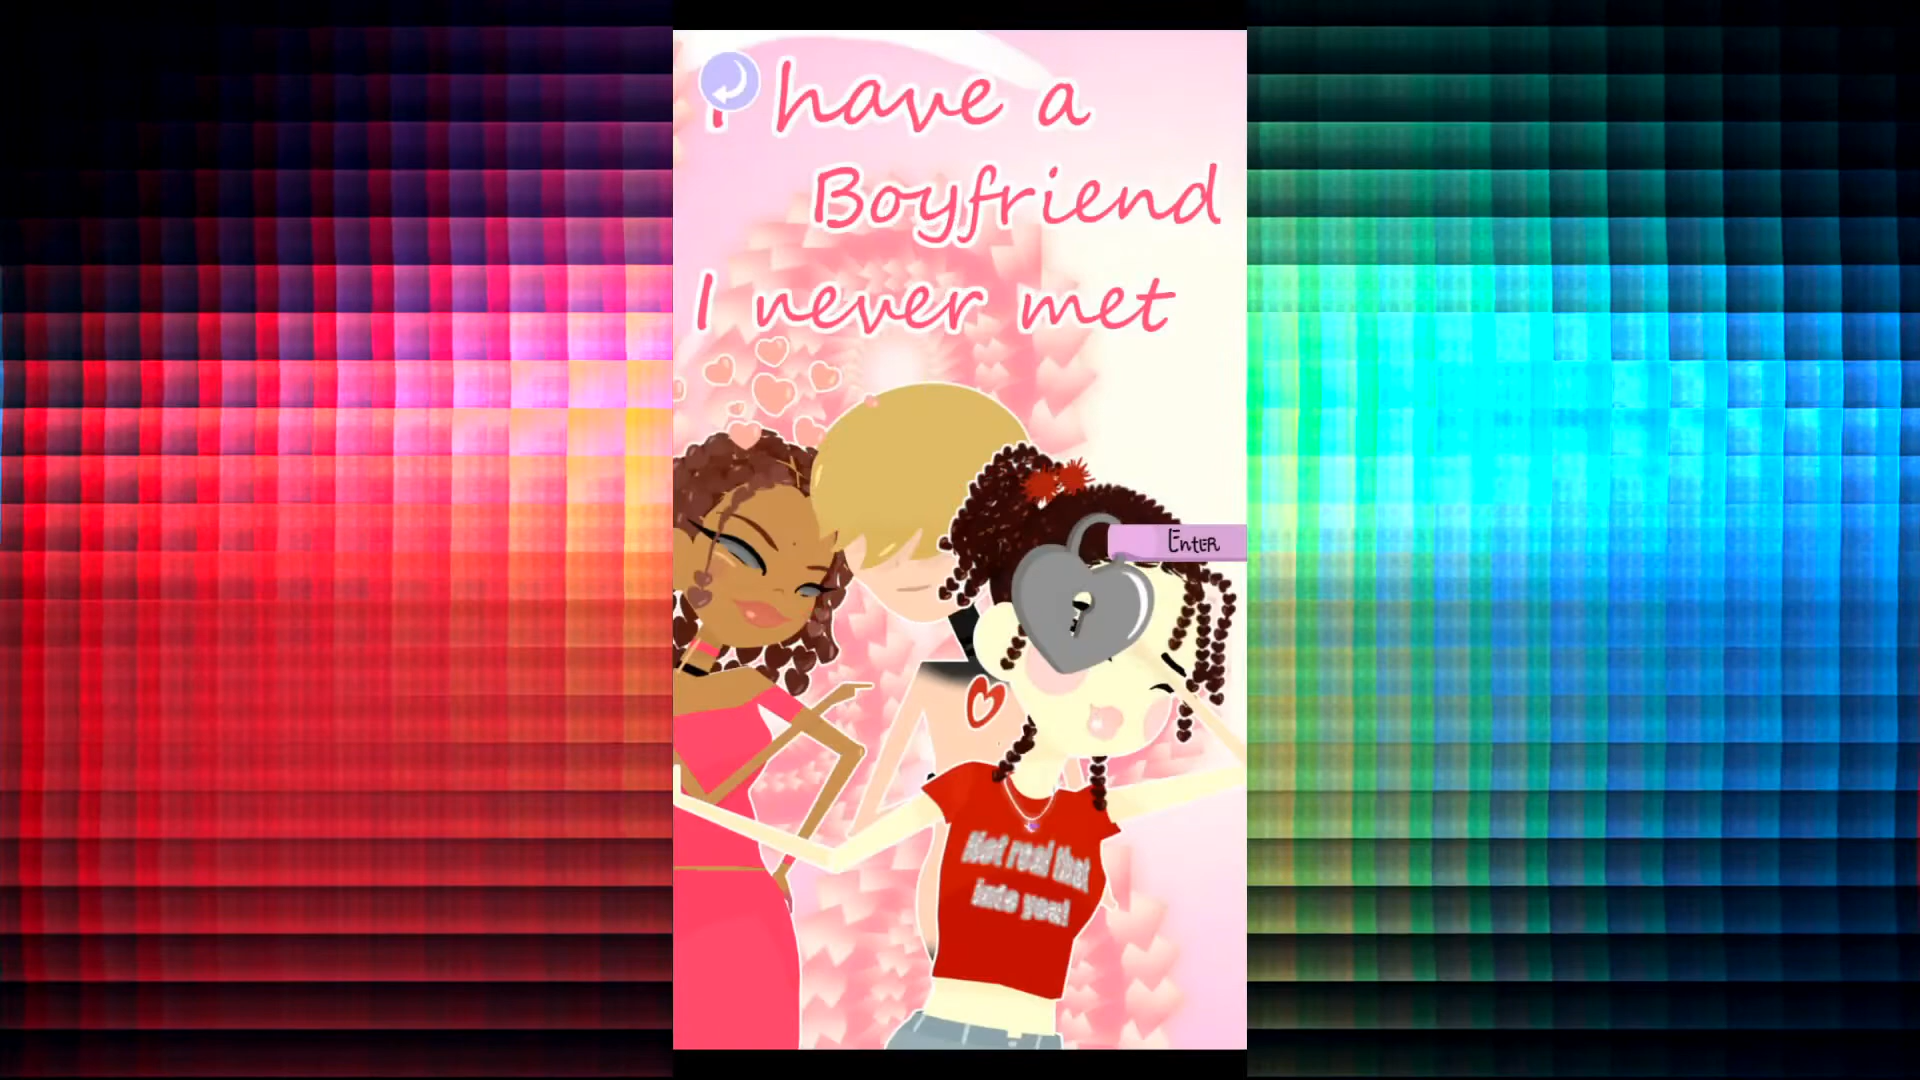 I have a
Boyfriend
I never met
Enter
Not real that
into you!